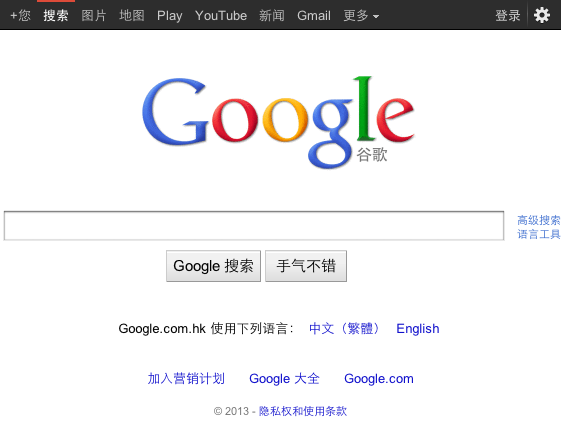 +您 搜索 图片 地图 Play YouTube 新闻 Gmail 更多 登录
Google
谷歌
高级搜索
语言工具
Google 搜索 手气不错
Google.com.hk 使用下列语言： 中文（繁體） English
加入营销计划 Google 大全 Google.com
© 2013 - 隐私权和使用条款